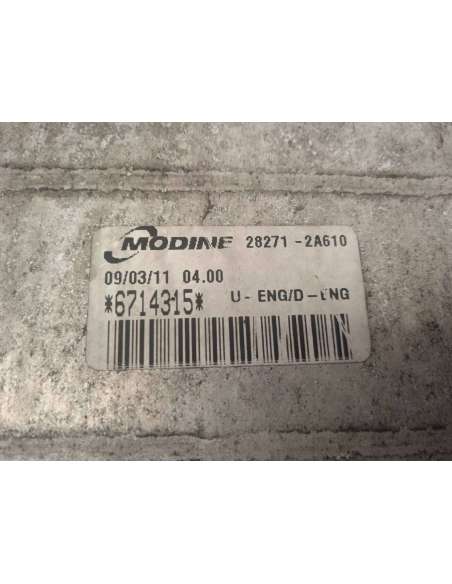 MODINE 28271-2A610
09/03/11 04.00
*6714315* U-ENG/D-ENG